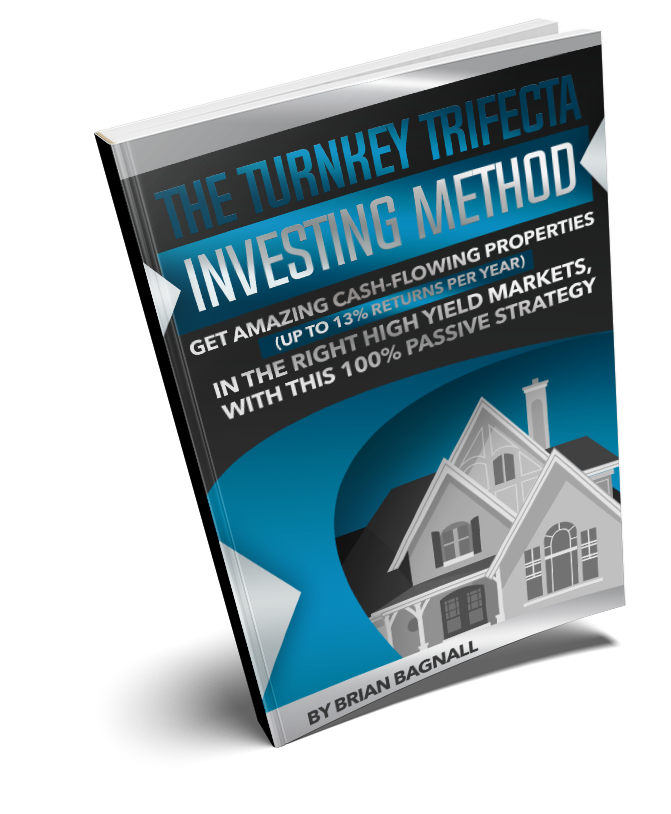 THE TURNKEY TRIFECTA
INVESTING METHOD
GET AMAZING CASH-FLOWING PROPERTIES
(UP TO 13% RETURNS PER YEAR)
IN THE RIGHT HIGH YIELD MARKETS,
WITH THIS 100% PASSIVE STRATEGY
BY BRIAN BAGNALL